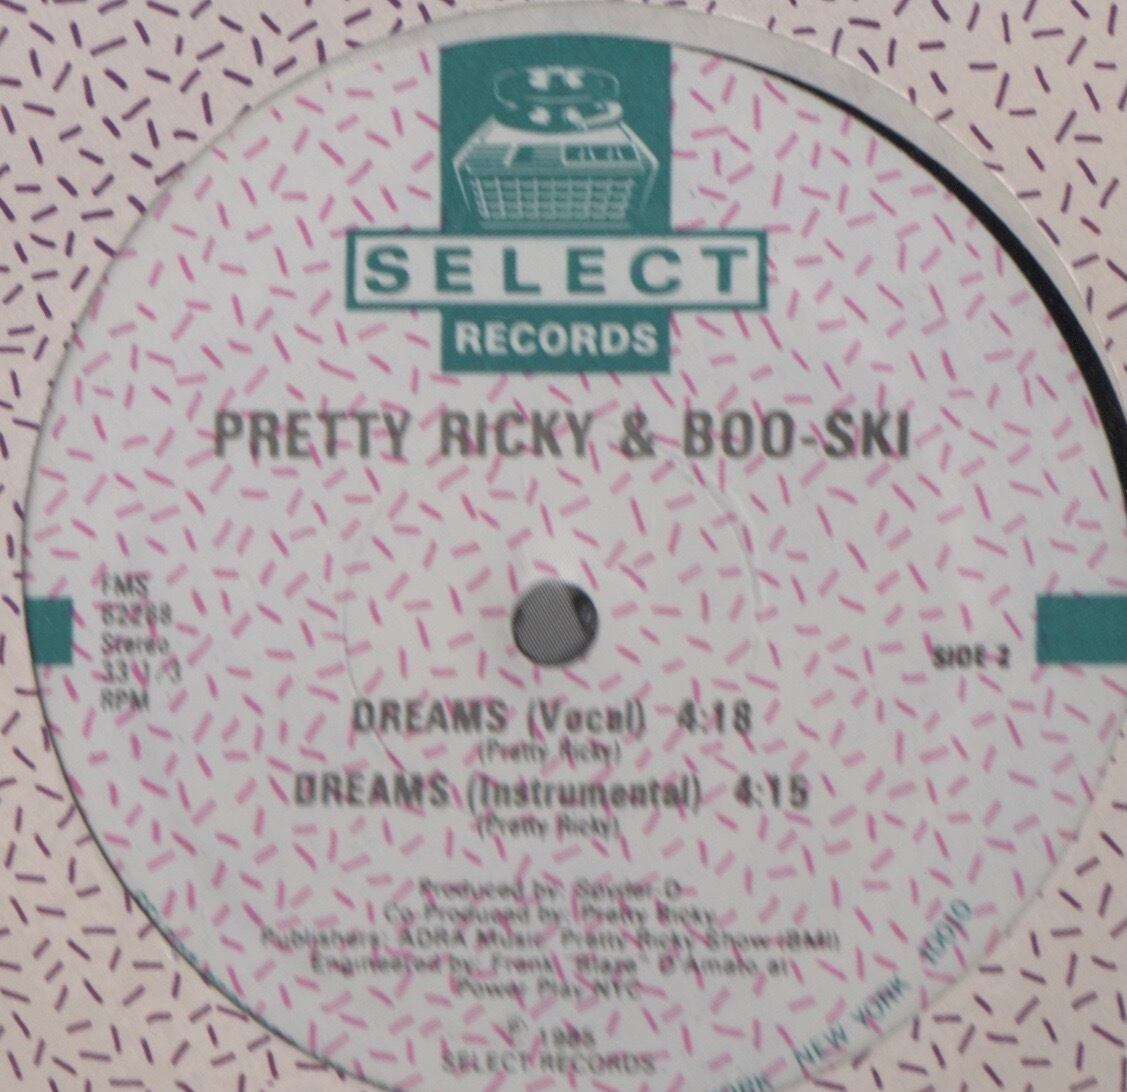 SELECT
RECORDS
PRETTY RICKY & BOO-SKI
FMS
62268
Stereo
33 1/3
RPM
SIDE 2
DREAMS (Vocal) 4:18
(Pretty Ricky)
DREAMS (Instrumental) 4:15
(Pretty Ricky)
Produced by: Spyder-D
Co-Produced by: Pretty Ricky
Publishers: ADRA Music Pretty Ricky Show (BMI)
Engineered by: Frank "Blaze" D'Amato at
Power Play NYC
℗ 1985
SELECT RECORDS
NEW YORK 10010